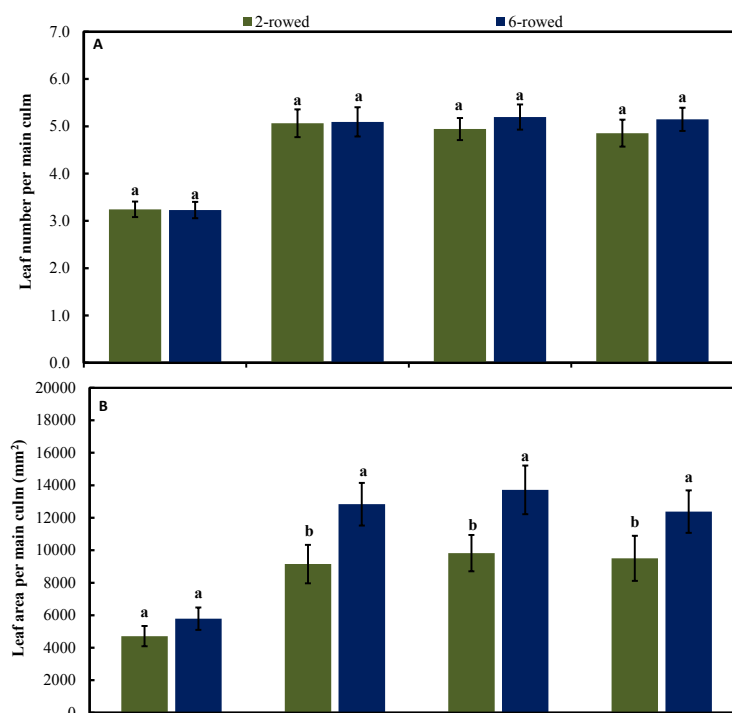 2-rowed 6-rowed
A
Leaf number per main culm
7.0
6.0
5.0
4.0
3.0
2.0
1.0
0.0
a a a a a a a a
B
Leaf area per main culm (mm²)
20000
18000
16000
14000
12000
10000
8000
6000
4000
2000
0
a a b a b a b a